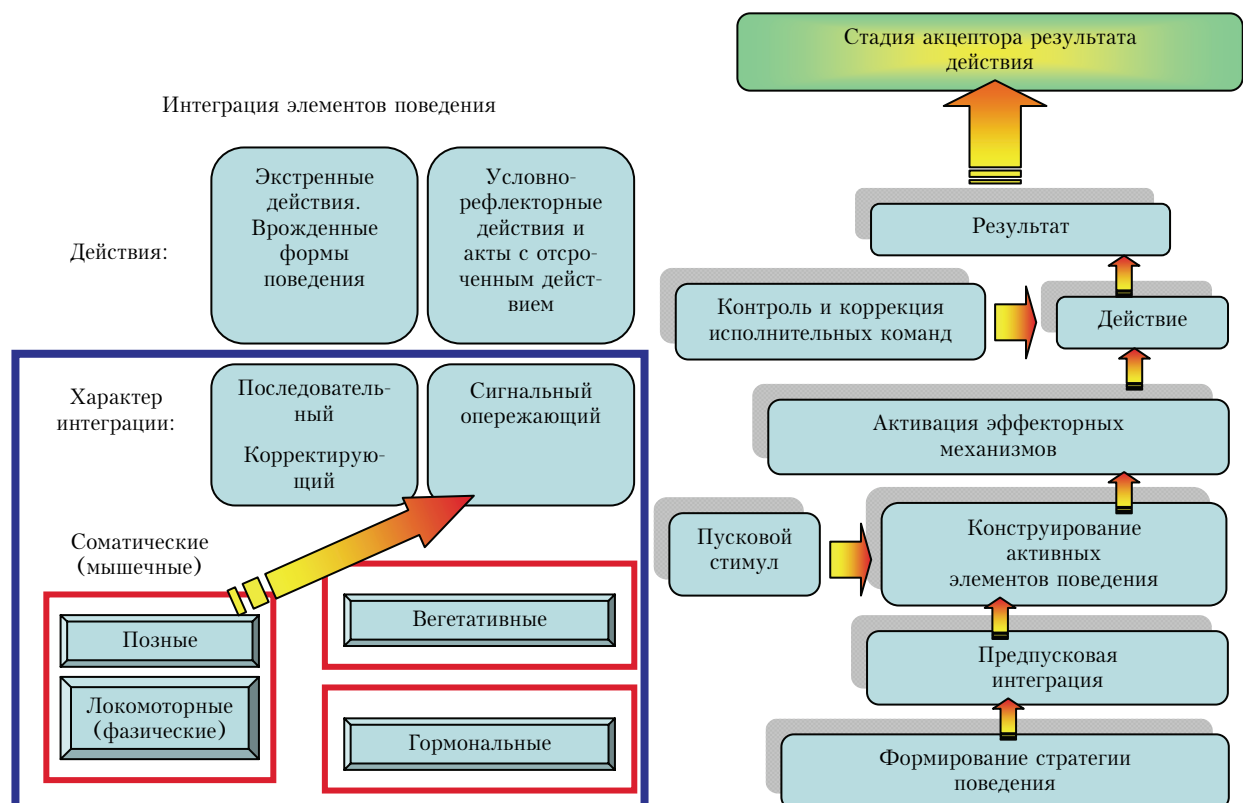 Интеграция элементов поведения
Действия:
Экстренные
действия.
Врожденные
формы
поведения
Условно-
рефлекторные
действия и
акты с отсро-
ченным дейст-
вием
Характер
интеграции:
Последователь-
ный
Корректирую-
щий
Сигнальный
опережающий
Соматические
(мышечные)
Позные
Локомоторные
(фазические)
Вегетативные
Гормональные
Стадия акцептора результата
действия
Результат
Контроль и коррекция
исполнительных команд
Действие
Активация эффекторных
механизмов
Пусковой
стимул
Конструирование
активных
элементов поведения
Предпусковая
интеграция
Формирование стратегии
поведения